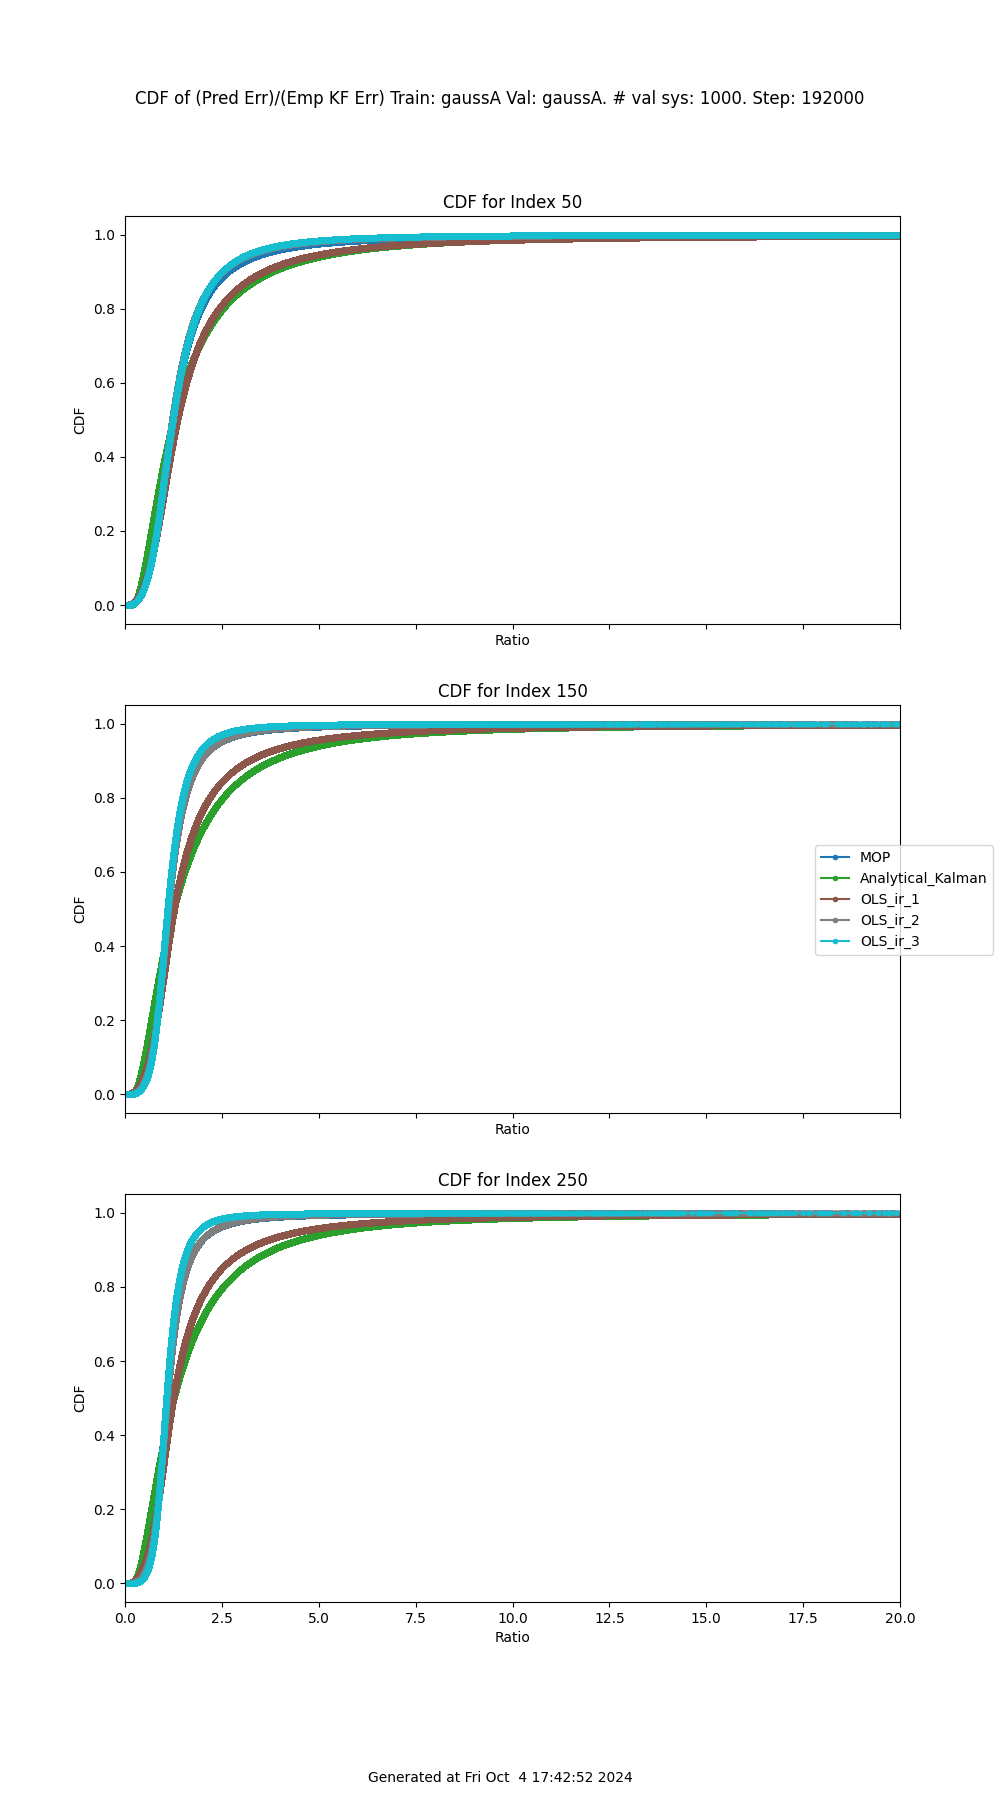 CDF of (Pred Err)/(Emp KF Err) Train: gaussA Val: gaussA. # val sys: 1000. Step: 192000
CDF for Index 50
1.0
0.8
0.6
0.4
0.2
0.0
CDF
Ratio
CDF for Index 150
1.0
0.8
0.6
0.4
0.2
0.0
CDF
Ratio
MOP
Analytical_Kalman
OLS_ir_1
OLS_ir_2
OLS_ir_3
CDF for Index 250
1.0
0.8
0.6
0.4
0.2
0.0
CDF
0.0 2.5 5.0 7.5 10.0 12.5 15.0 17.5 20.0
Ratio
Generated at Fri Oct  4 17:42:52 2024